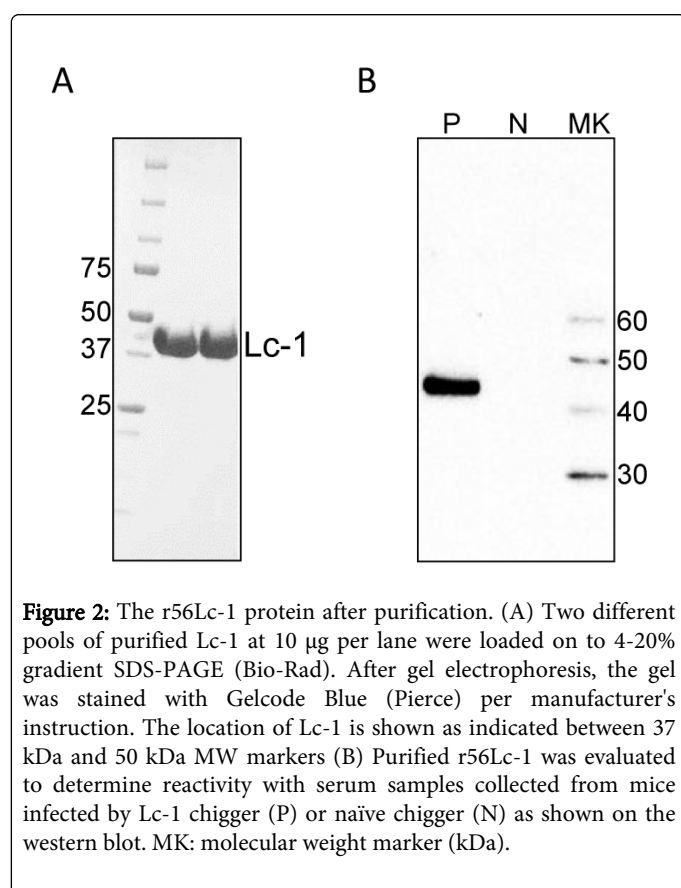 A
B
P N MK
75
50
37
25
Lc-1
60
50
40
30
Figure 2: The r56Lc-1 protein after purification. (A) Two different
pools of purified Lc-1 at 10 µg per lane were loaded on to 4-20%
gradient SDS-PAGE (Bio-Rad). After gel electrophoresis, the gel
was stained with Gelcode Blue (Pierce) per manufacturer's
instruction. The location of Lc-1 is shown as indicated between 37
kDa and 50 kDa MW markers (B) Purified r56Lc-1 was evaluated
to determine reactivity with serum samples collected from mice
infected by Lc-1 chigger (P) or naïve chigger (N) as shown on the
western blot. MK: molecular weight marker (kDa).